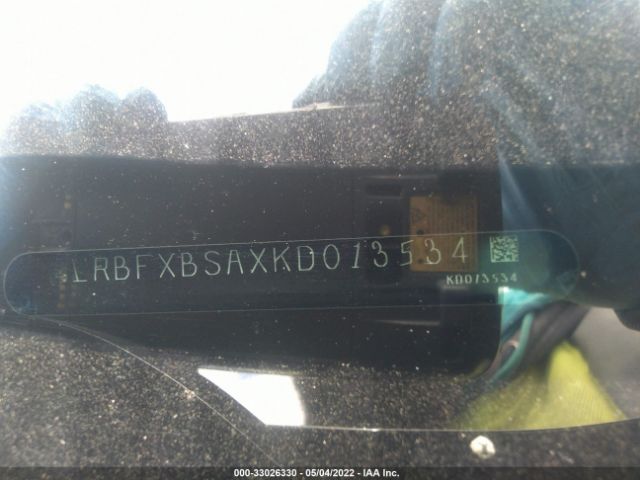 LRBFXBSAXKD013534
KD013534
000-33026330 - 05/04/2022 - IAA Inc.